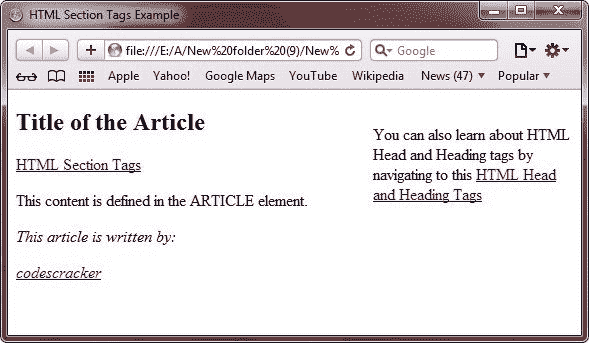 HTML Section Tags Example
file:///E:/A/New%20folder%20(9)/New%
Google
Apple Yahoo! Google Maps YouTube Wikipedia News (47) Popular
Title of the Article
HTML Section Tags
This content is defined in the ARTICLE element.
This article is written by:
codescracker
You can also learn about HTML
Head and Heading tags by
navigating to this HTML Head
and Heading Tags